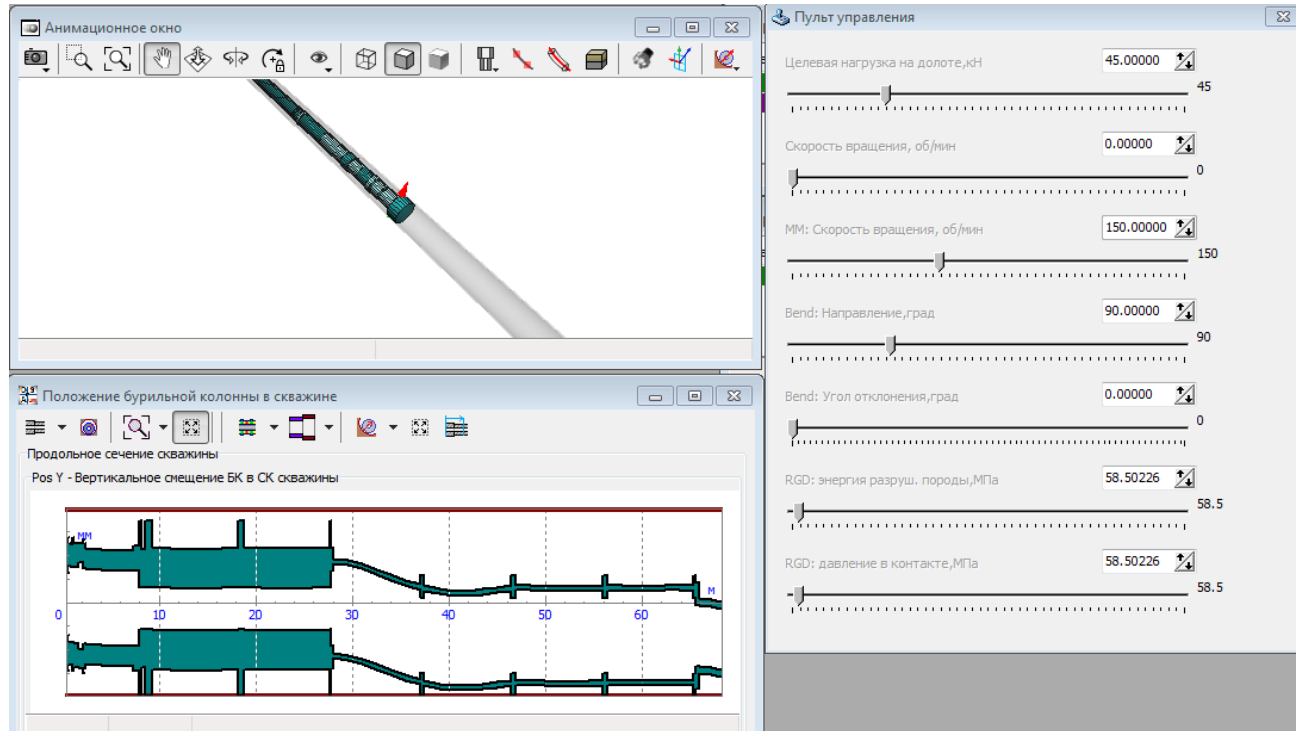 Анимационное окно
Пульт управления
Целевая нагрузка на долоте,кН
45.00000
45
Скорость вращения, об/мин
0.00000
0
ММ: Скорость вращения, об/мин
150.00000
150
Bend: Направление,град
90.00000
90
Bend: Угол отклонения,град
0.00000
0
RGD: энергия разруш. породы,МПа
58.50226
58.5
RGD: давление в контакте,МПа
58.50226
58.5
Положение бурильной колонны в скважине
Продольное сечение скважины
Pos Y - Вертикальное смещение БК в СК скважины
мм
м
0 10 20 30 40 50 60